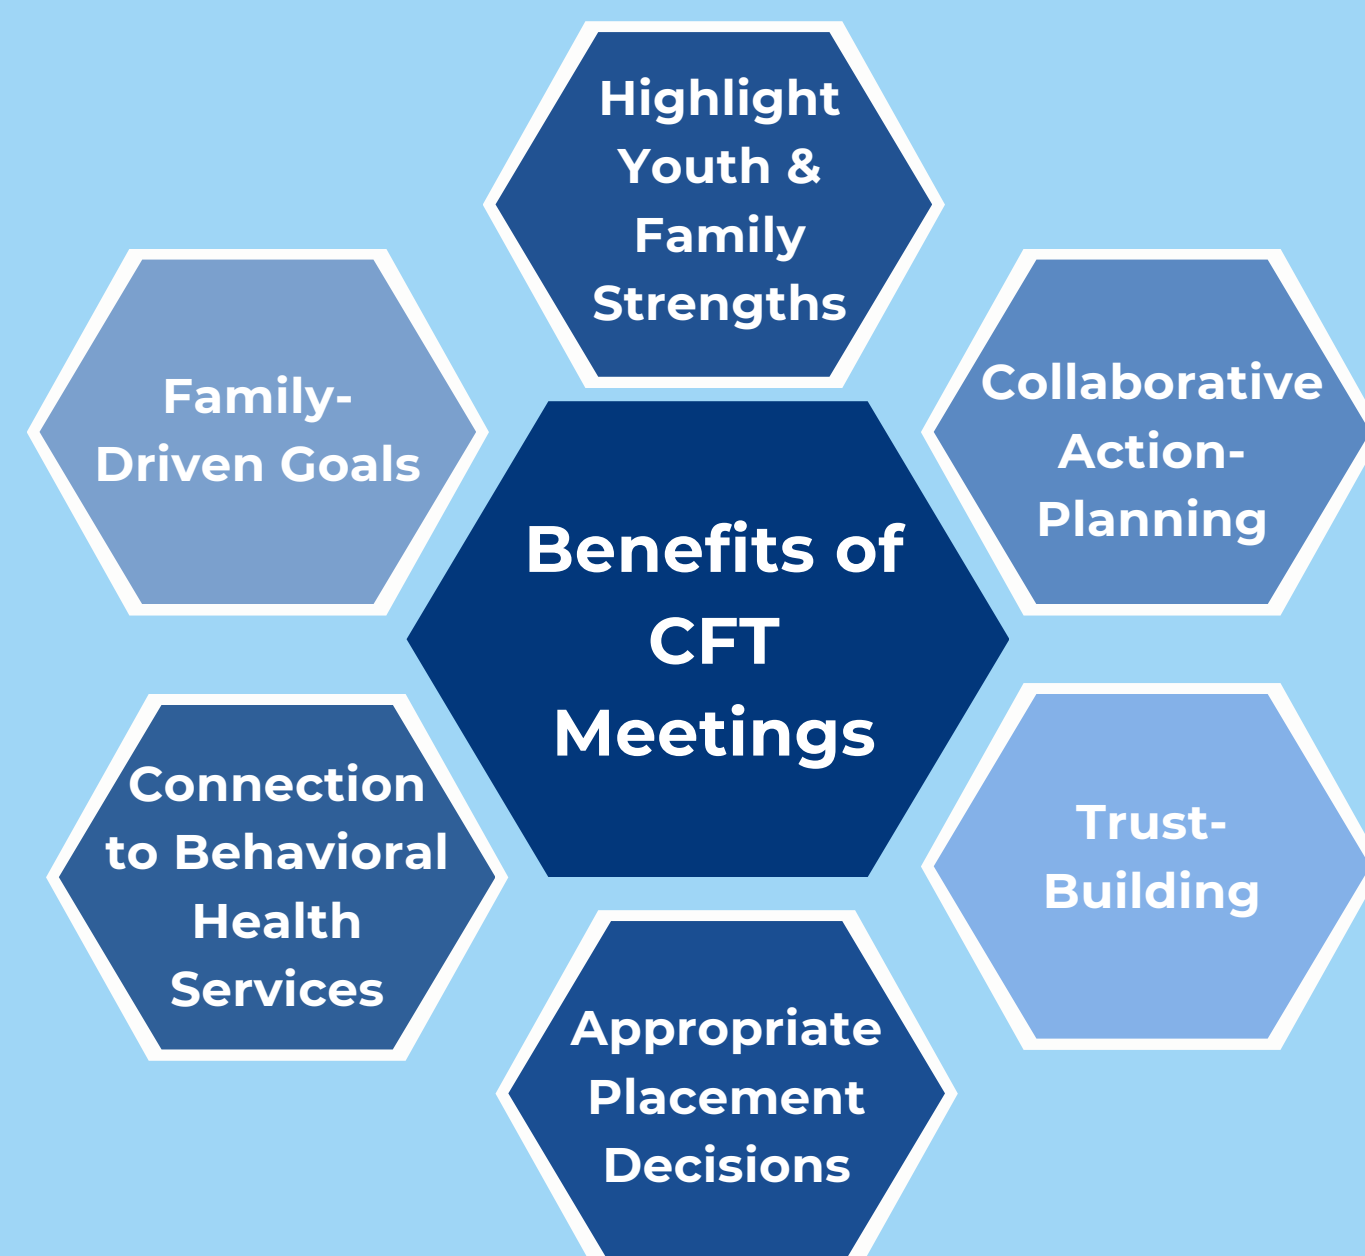 Highlight
Youth &
Family
Strengths
Family-
Driven Goals
Collaborative
Action-
Planning
Benefits of
CFT
Meetings
Connection
to Behavioral
Health
Services
Trust-
Building
Appropriate
Placement
Decisions